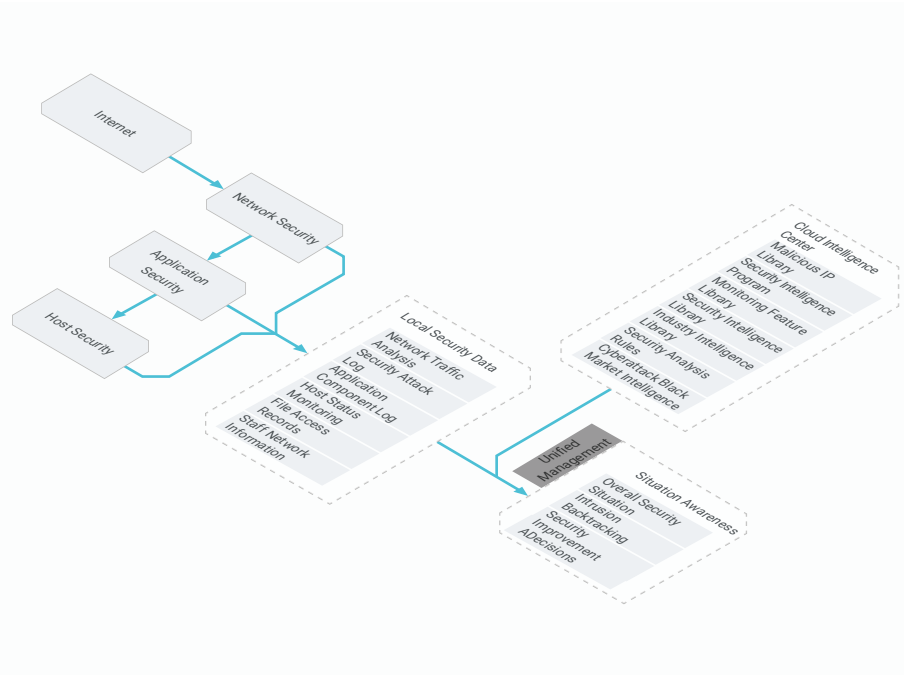 Internet
Network Security
Application
Security
Host Security
Local Security Data
Network Traffic
Analysis
Security Attack
Log
Application
Component Log
Host Status
Monitoring
File Access
Records
Staff Network
Information
Cloud Intelligence
Center
Malicious IP
Library
Security Intelligence
Program
Monitoring Feature
Library
Security Intelligence
Library
Industry Intelligence
Library
Security Analysis
Rules
Cyberattack Black
Market Intelligence
Unified
Management
Situation Awareness
Overall Security
Situation
Intrusion
Backtracking
Security
Improvement
ADecisions